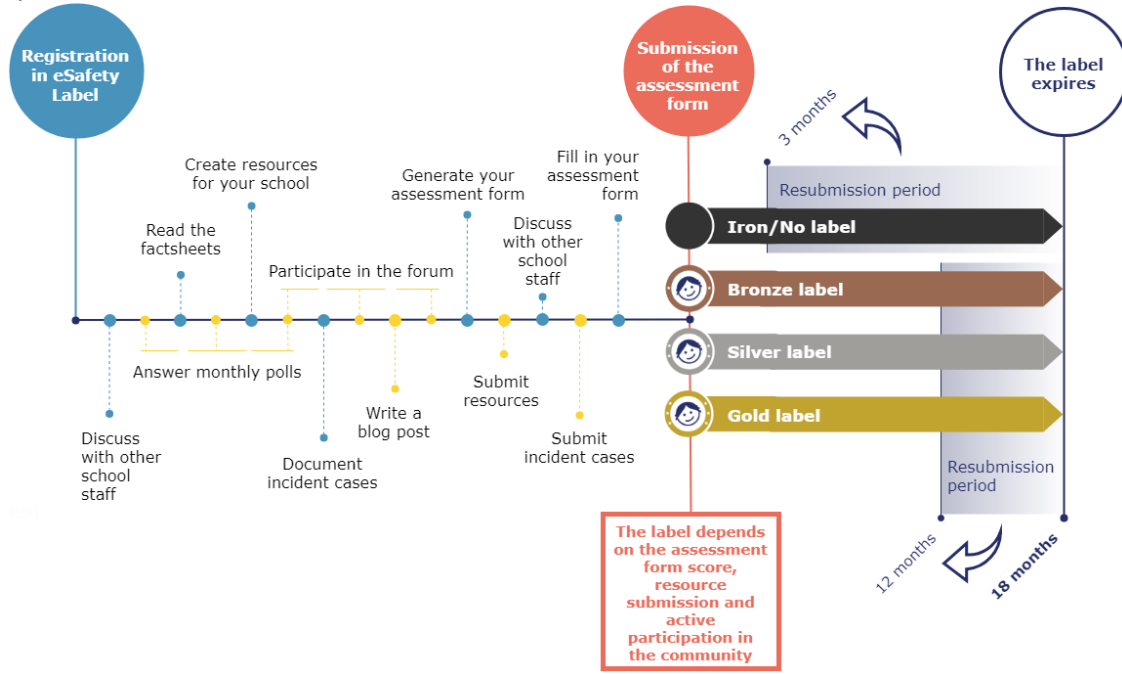 Registration
in eSafety
Label
Submission
of the
assessment
form
The label
expires
3 months
Create resources
for your school
Generate your
assessment form
Fill in your
assessment
form
Resubmission period
Read the
factsheets
Discuss
with other
school
staff
Iron/No label
Participate in the forum
Bronze label
Answer monthly polls
Silver label
Submit
resources
Write a
blog post
Gold label
Discuss
with other
school
staff
Document
incident cases
Submit
incident cases
Resubmission
period
The label depends
on the assessment
form score,
resource
submission and
active
participation in
the community
12 months
18 months